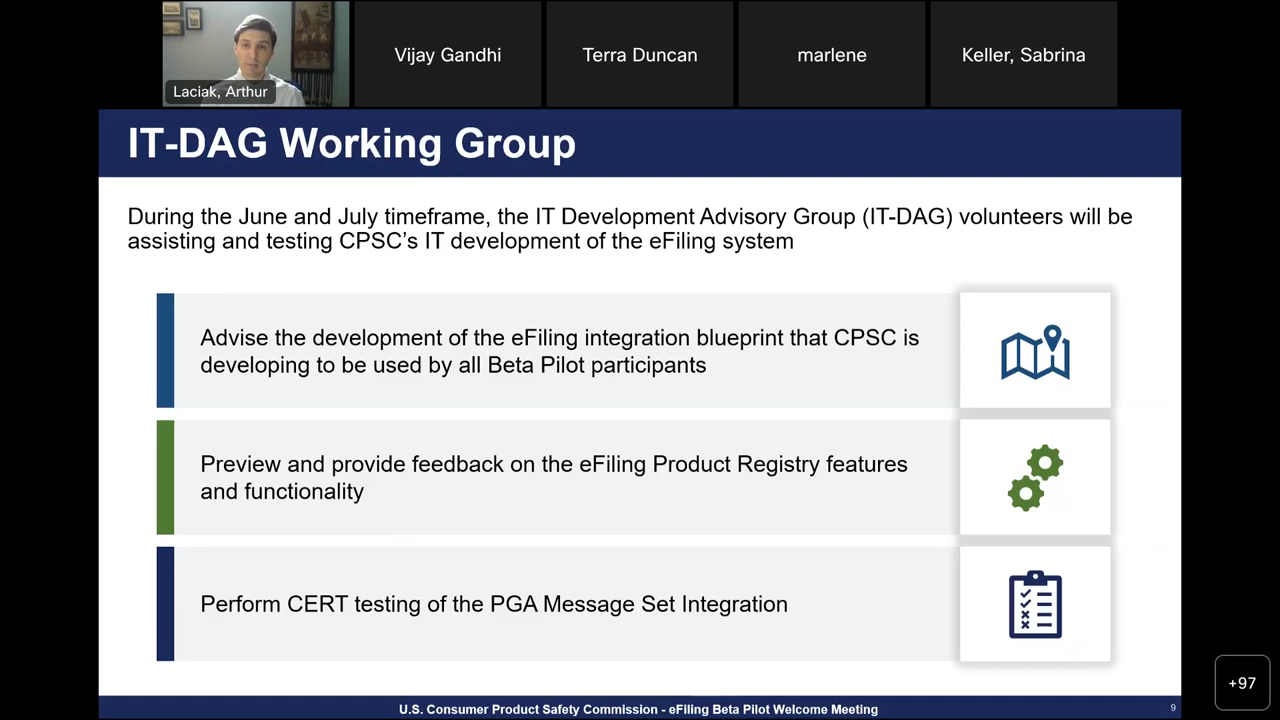 Laciak, Arthur
Vijay Gandhi
Terra Duncan
marlene
Keller, Sabrina
IT-DAG Working Group
During the June and July timeframe, the IT Development Advisory Group (IT-DAG) volunteers will be
assisting and testing CPSC’s IT development of the eFiling system
Advise the development of the eFiling integration blueprint that CPSC is
developing to be used by all Beta Pilot participants
Preview and provide feedback on the eFiling Product Registry features
and functionality
Perform CERT testing of the PGA Message Set Integration
+97
U.S. Consumer Product Safety Commission - eFiling Beta Pilot Welcome Meeting
9